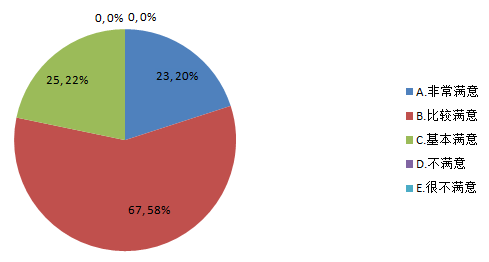 0,0% 0,0%
23,20%
25,22%
67,58%
A.非常满意
B.比较满意
C.基本满意
D.不满意
E.很不满意